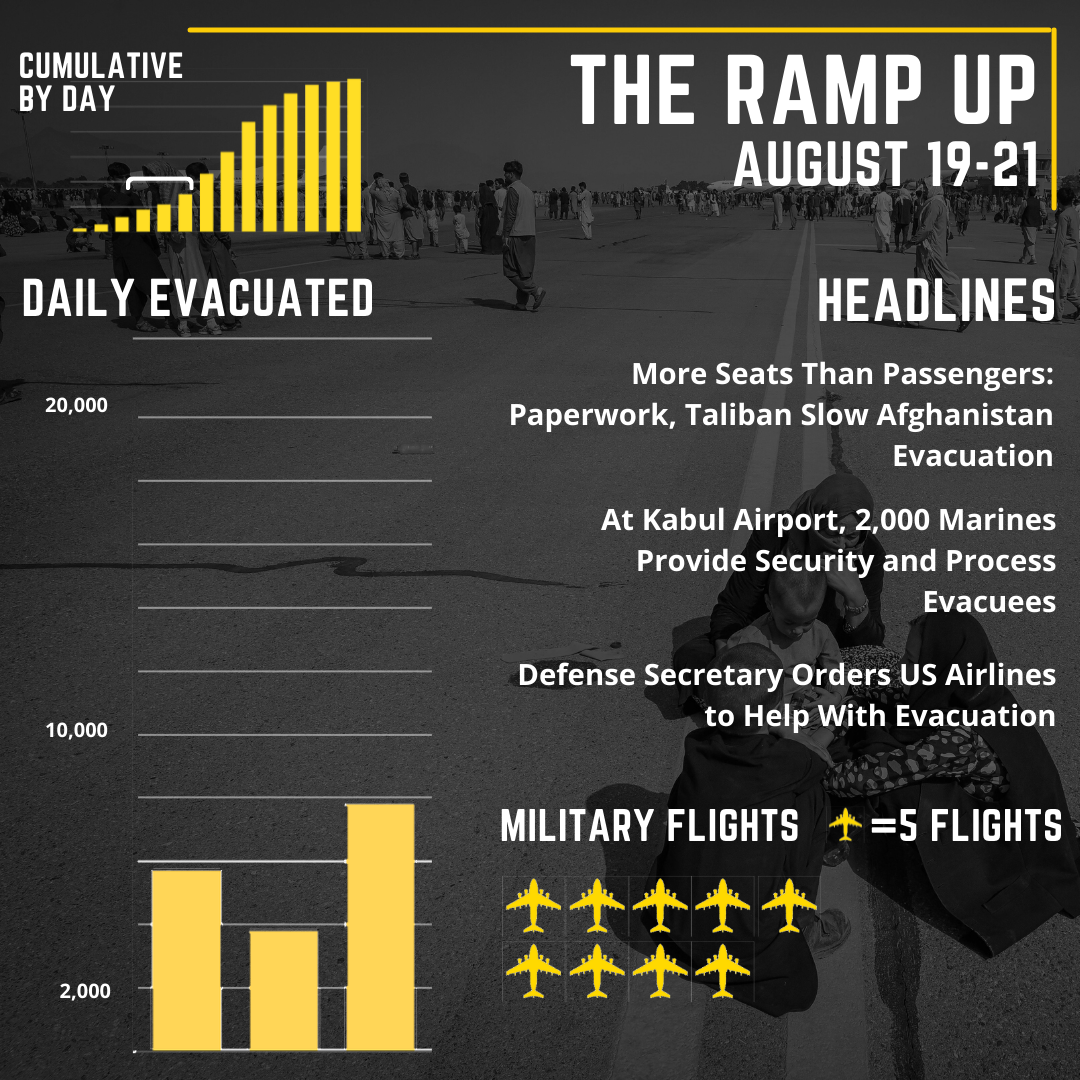 CUMULATIVE
BY DAY
THE RAMP UP
AUGUST 19-21
DAILY EVACUATED
20,000
10,000
2,000
HEADLINES
More Seats Than Passengers:
Paperwork, Taliban Slow Afghanistan
Evacuation
At Kabul Airport, 2,000 Marines
Provide Security and Process
Evacuees
Defense Secretary Orders US Airlines
to Help With Evacuation
MILITARY FLIGHTS =5 FLIGHTS